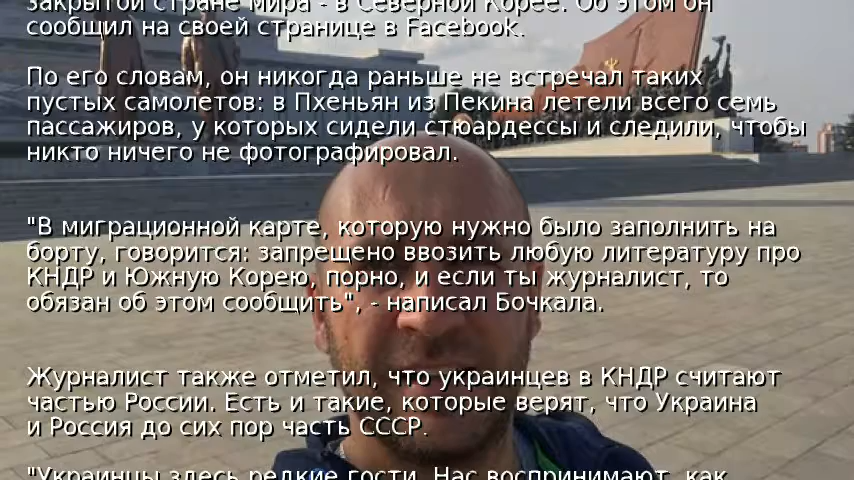 закрытой стране мира - в Северной Корее. Об этом он
сообщил на своей странице в Facebook.
По его словам, он никогда раньше не встречал таких
пустых самолетов: в Пхеньян из Пекина летели всего семь
пассажиров, у которых сидели стюардессы и следили, чтобы
никто ничего не фотографировал.
"В миграционной карте, которую нужно было заполнить на
борту, говорится: запрещено ввозить любую литературу про
КНДР и Южную Корею, порно, и если ты журналист, то
обязан об этом сообщить", - написал Бочкала.
Журналист также отметил, что украинцев в КНДР считают
частью России. Есть и такие, которые верят, что Украина
и Россия до сих пор часть СССР.
"Украинцы здесь редкие гости. Нас воспринимают, как